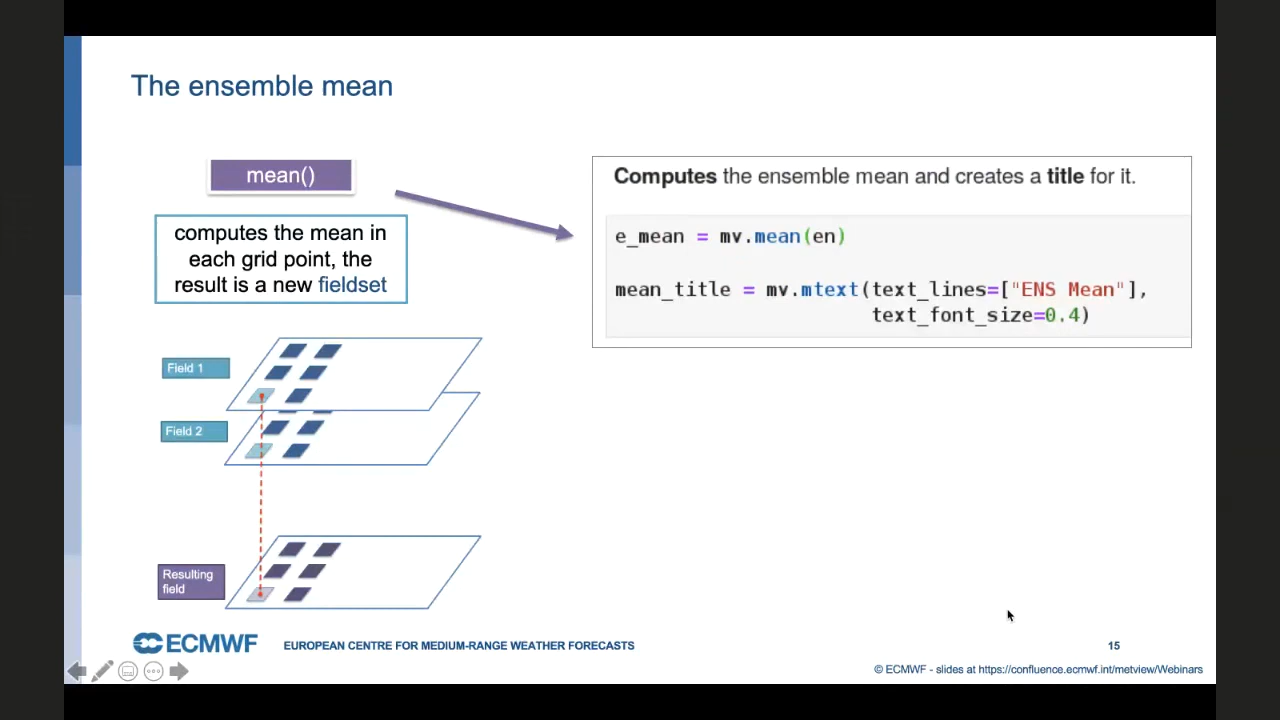 The ensemble mean
mean()
computes the mean in
each grid point, the
result is a new fieldset
Computes the ensemble mean and creates a title for it.
e_mean = mv.mean(en)
mean_title = mv.mtext(text_lines=["ENS Mean"],
text_font_size=0.4)
Field 1
Field 2
Resulting
field
ECMWF
EUROPEAN CENTRE FOR MEDIUM-RANGE WEATHER FORECASTS
15
© ECMWF - slides at https://confluence.ecmwf.int/metview/Webinars